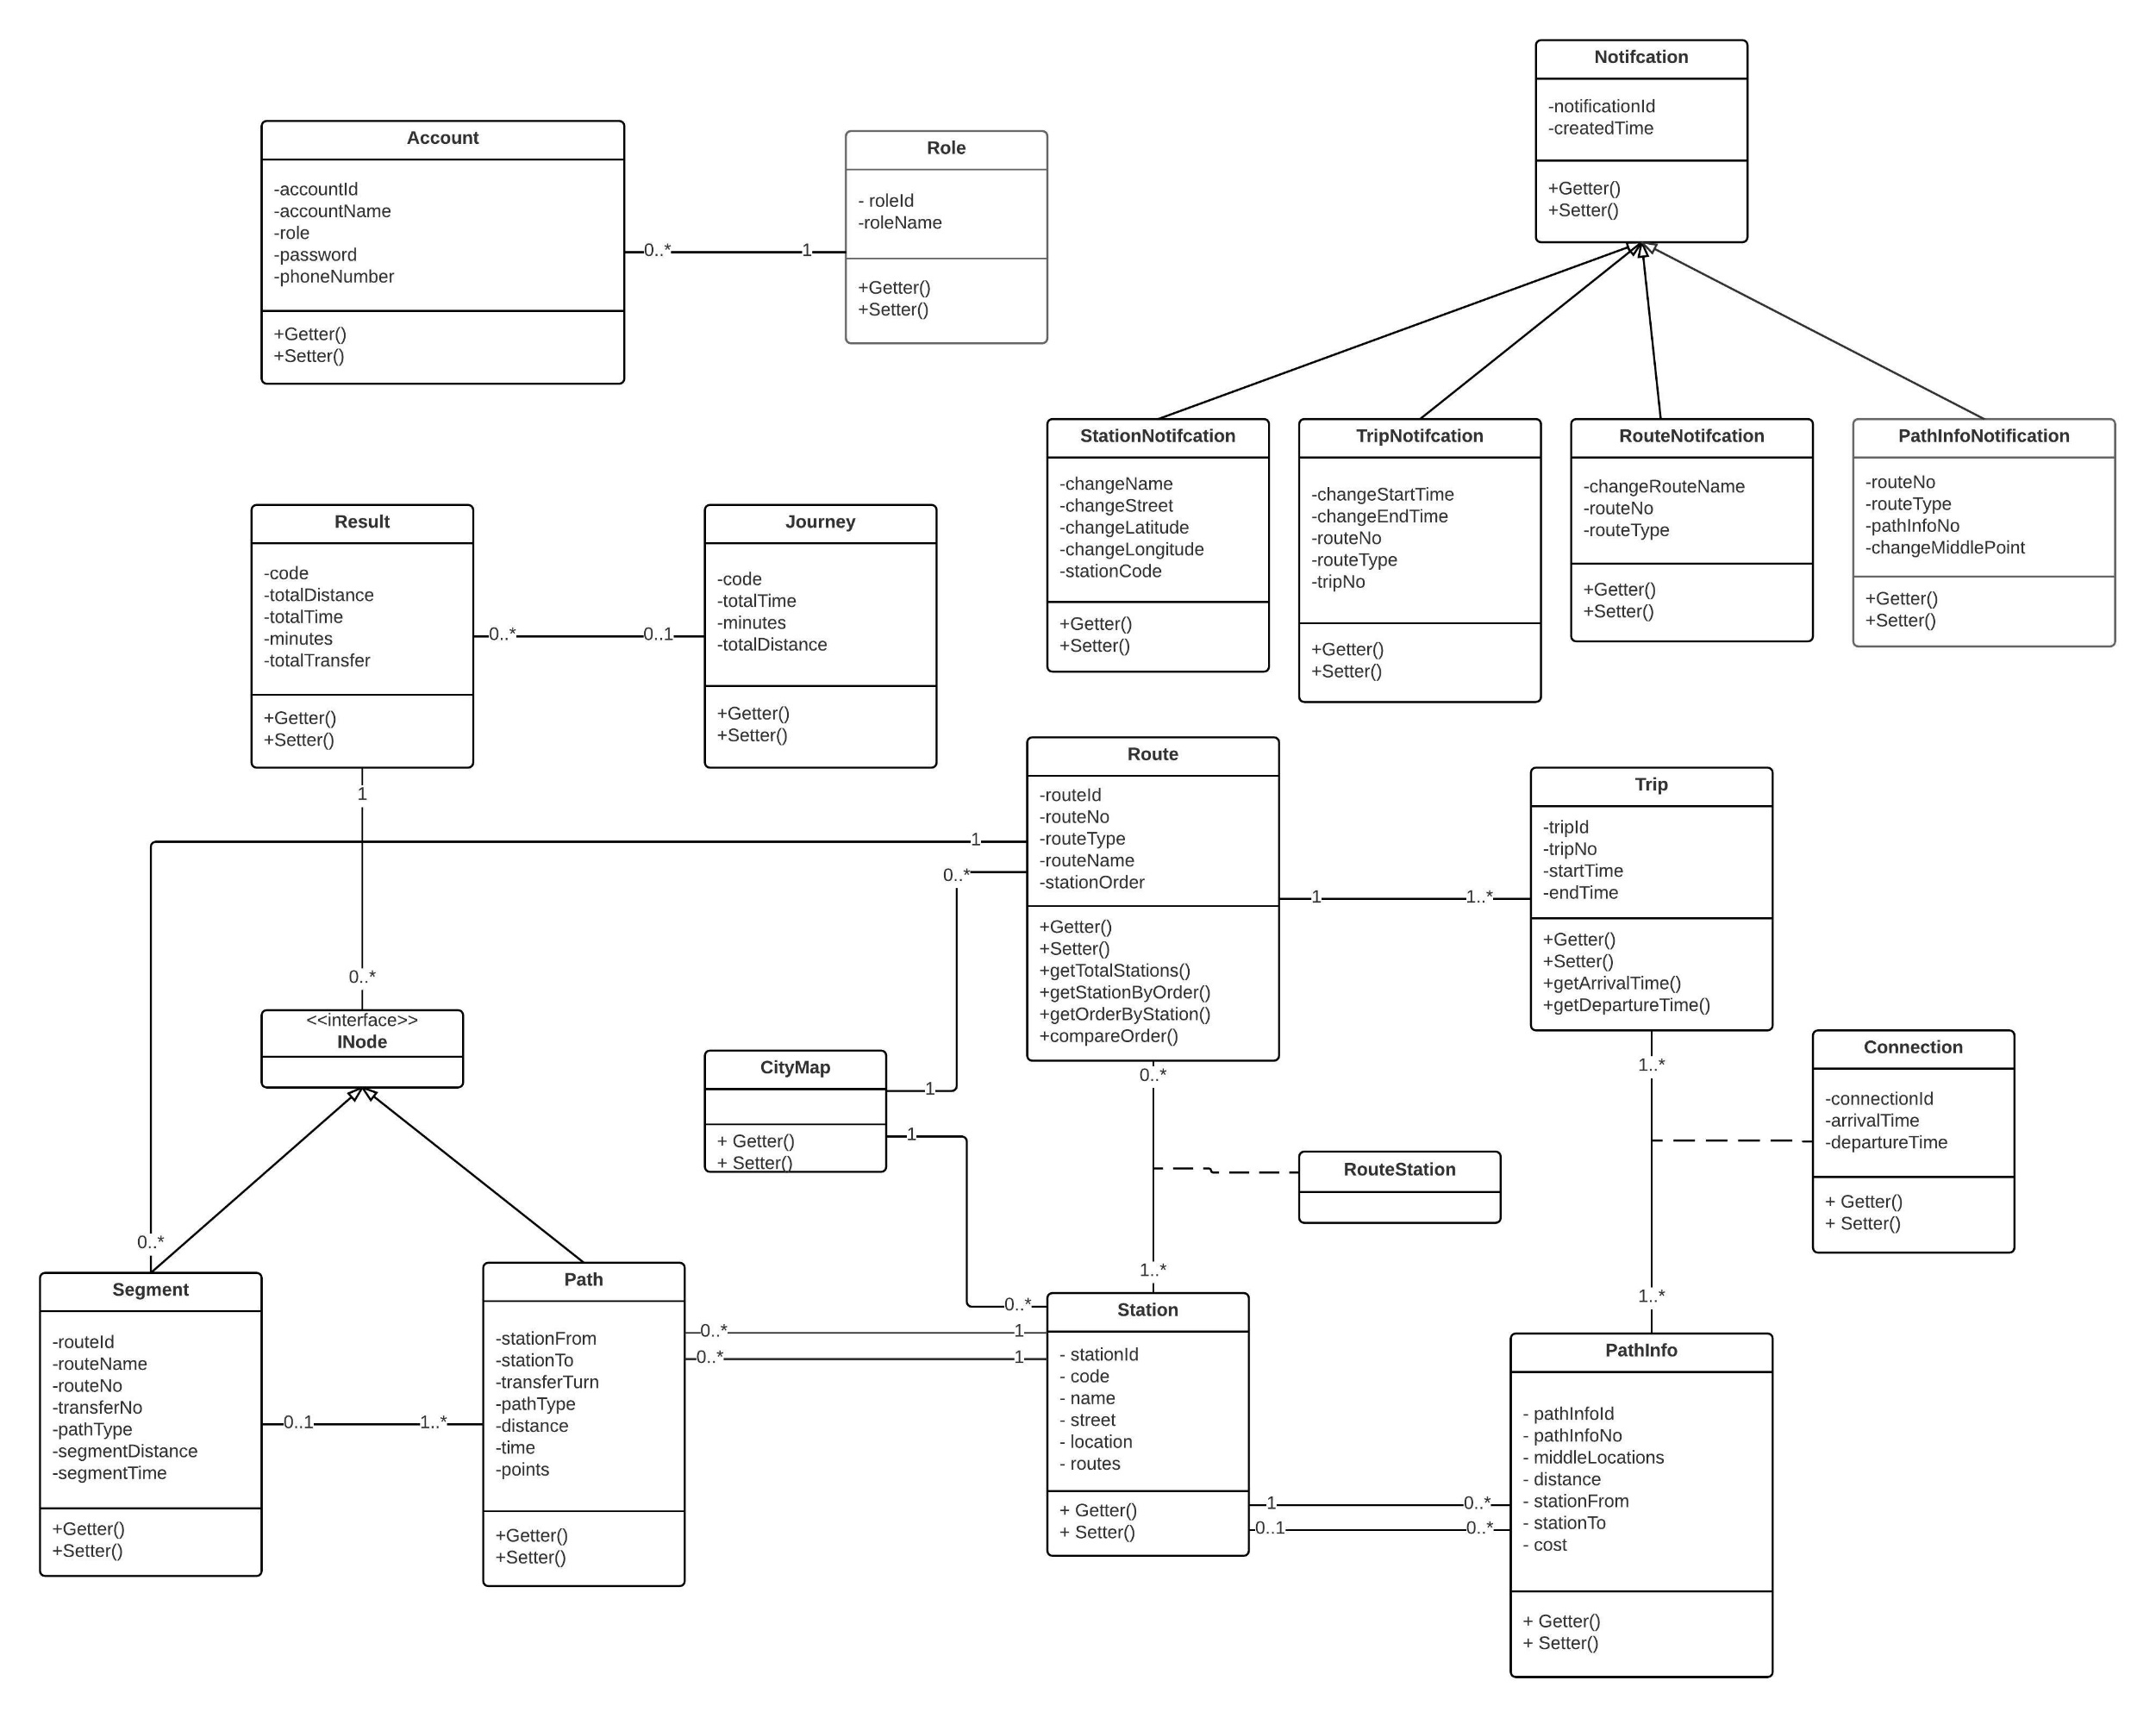 Notifcation
-notificationId
-createdTime
+Getter()
+Setter()
Account
-accountId
-accountName
-role
-password
-phoneNumber
+Getter()
+Setter()
0..*
1
Role
- roleId
-roleName
+Getter()
+Setter()
StationNotifcation
-changeName
-changeStreet
-changeLatitude
-changeLongitude
-stationCode
+Getter()
+Setter()
TripNotifcation
-changeStartTime
-changeEndTime
-routeNo
-routeType
-tripNo
+Getter()
+Setter()
RouteNotifcation
-changeRouteName
-routeNo
-routeType
+Getter()
+Setter()
PathInfoNotification
-routeNo
-routeType
-pathInfoNo
-changeMiddlePoint
+Getter()
+Setter()
Result
-code
-totalDistance
-totalTime
-minutes
-totalTransfer
+Getter()
+Setter()
0..*
0..1
Journey
-code
-totalTime
-minutes
-totalDistance
+Getter()
+Setter()
1
0..*
Route
-routeId
-routeNo
-routeType
-routeName
-stationOrder
+Getter()
+Setter()
+getTotalStations()
+getStationByOrder()
+getOrderByStation()
+compareOrder()
1
0..*
1
1..*
Trip
-tripId
-tripNo
-startTime
-endTime
+Getter()
+Setter()
+getArrivalTime()
+getDepartureTime()
<<interface>>
INode
CityMap
+ Getter()
+ Setter()
1
1
0..*
1..*
RouteStation
1..*
1..*
Connection
-connectionId
-arrivalTime
-departureTime
+ Getter()
+ Setter()
0..*
Segment
-routeId
-routeName
-routeNo
-transferNo
-pathType
-segmentDistance
-segmentTime
+Getter()
+Setter()
0..1
1..*
Path
-stationFrom
-stationTo
-transferTurn
-pathType
-distance
-time
-points
+Getter()
+Setter()
0..*
0..*
1
0..*
1
Station
- stationId
- code
- name
- street
- location
- routes
+ Getter()
+ Setter()
1
0..*
0..1
0..*
PathInfo
- pathInfoId
- pathInfoNo
- middleLocations
- distance
- stationFrom
- stationTo
- cost
+ Getter()
+ Setter()